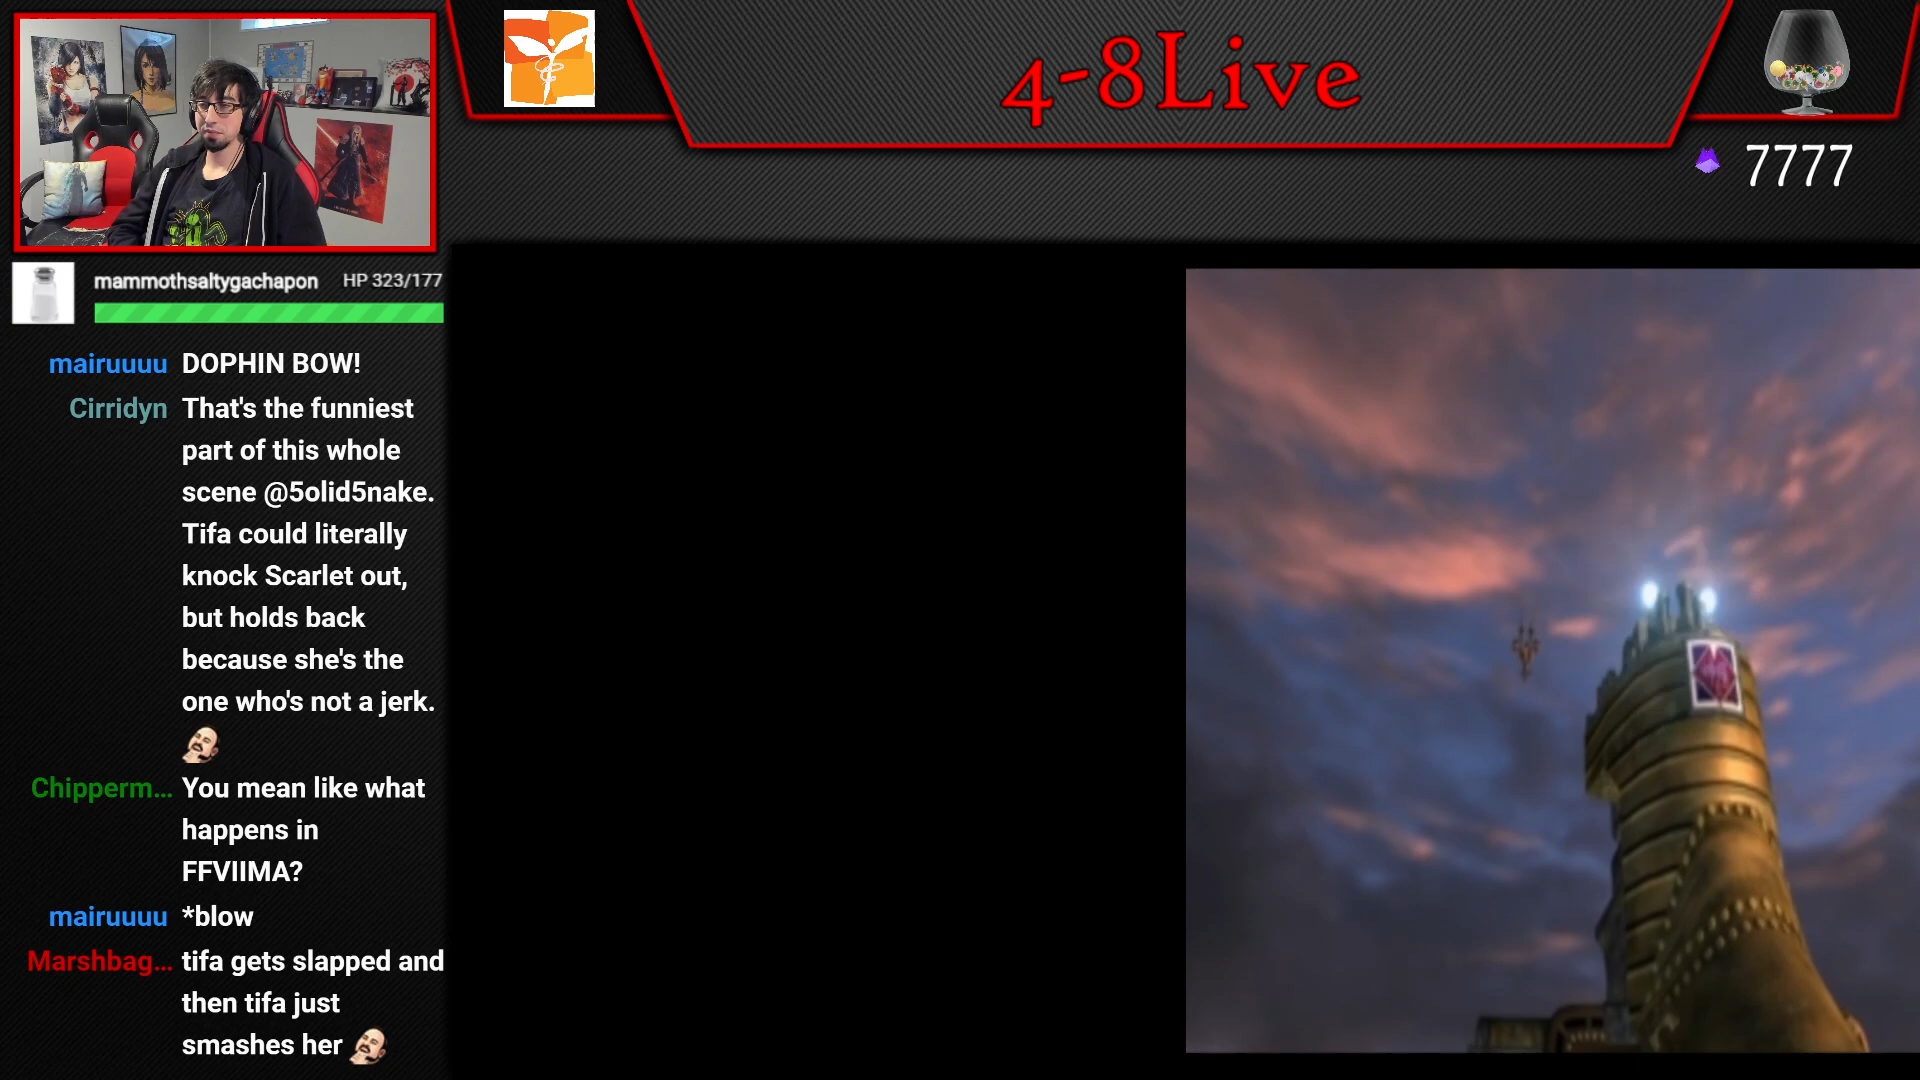 4-8Live
7777
mammothsaltygachapon HP 323/177
mairuuuu DOPHIN BOW!
Cirridyn That's the funniest
part of this whole
scene @5olid5nake.
Tifa could literally
knock Scarlet out,
but holds back
because she's the
one who's not a jerk.
Chipperm... You mean like what
happens in
FFVIIMA?
mairuuuu *blow
Marshbag... tifa gets slapped and
then tifa just
smashes her